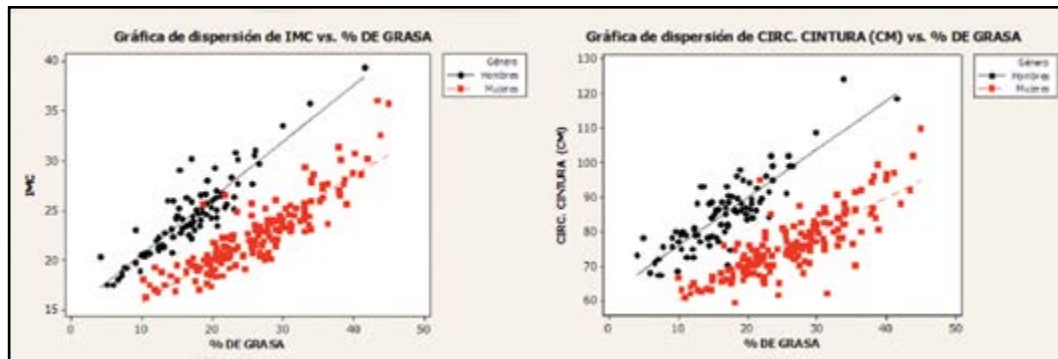 Gráfica de dispersión de IMC vs. % DE GRASA
Género
Hombres
Mujeres
IMC
40
35
30
25
20
15
0
10
20
30
40
50
% DE GRASA
Gráfica de dispersión de CIRC. CINTURA (CM) vs. % DE GRASA
Género
Hombres
Mujeres
CIRC. CINTURA (CM)
130
120
110
100
90
80
70
60
0
10
20
30
40
50
% DE GRASA